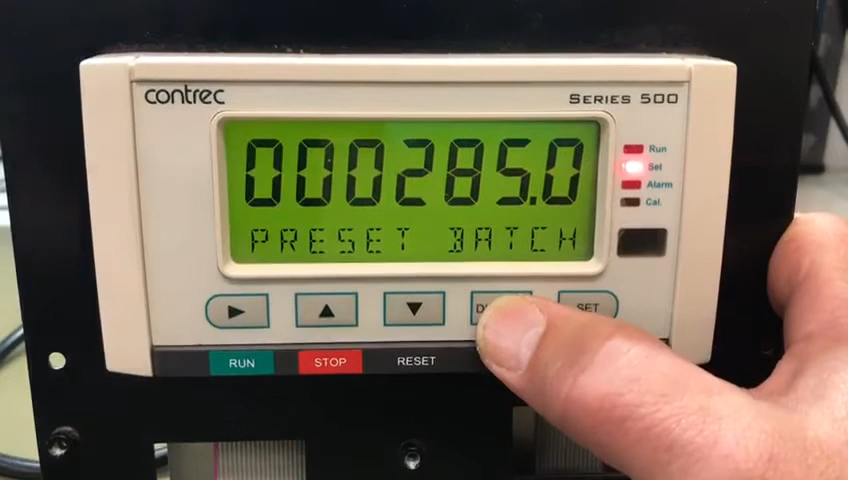 contrec
SERIES 500
000285.0
PRESET BATCH
Run
Set
Alarm
Cal.
SET
RUN
STOP
RESET